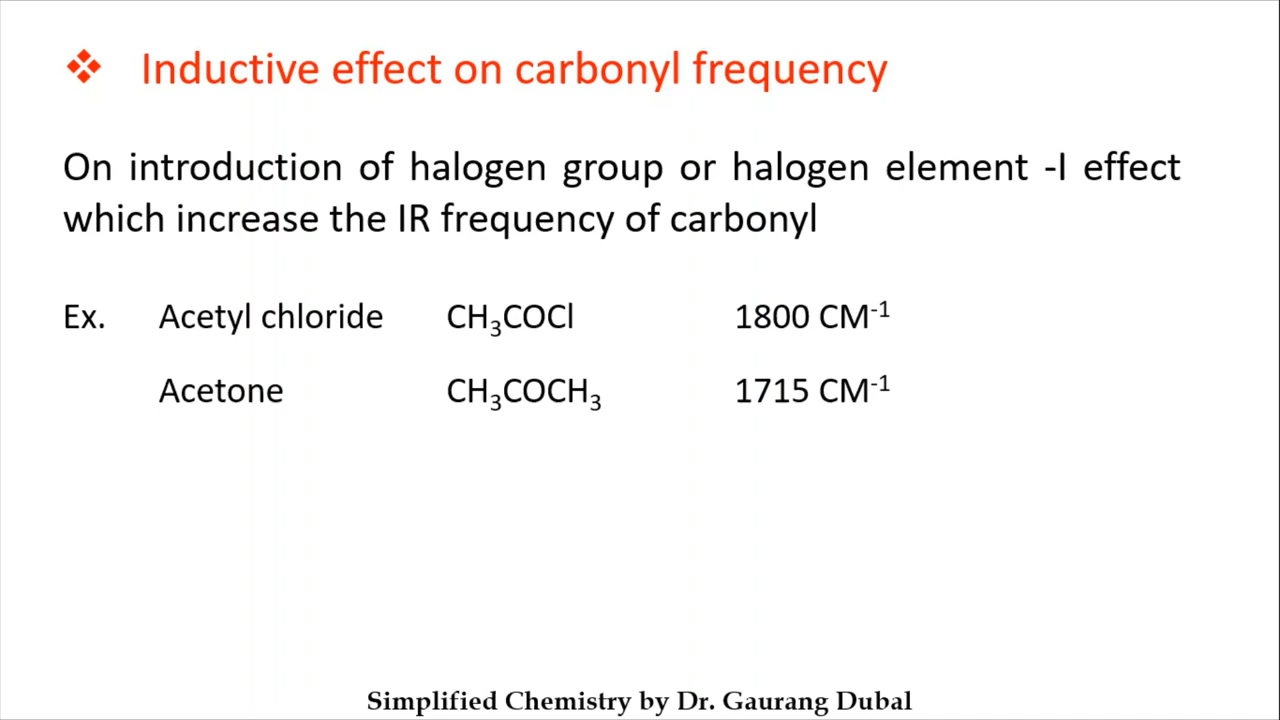 ❖ Inductive effect on carbonyl frequency
On introduction of halogen group or halogen element -I effect
which increase the IR frequency of carbonyl
Ex. Acetyl chloride CH₃COCl 1800 CM⁻¹
Acetone CH₃COCH₃ 1715 CM⁻¹
Simplified Chemistry by Dr. Gaurang Dubal